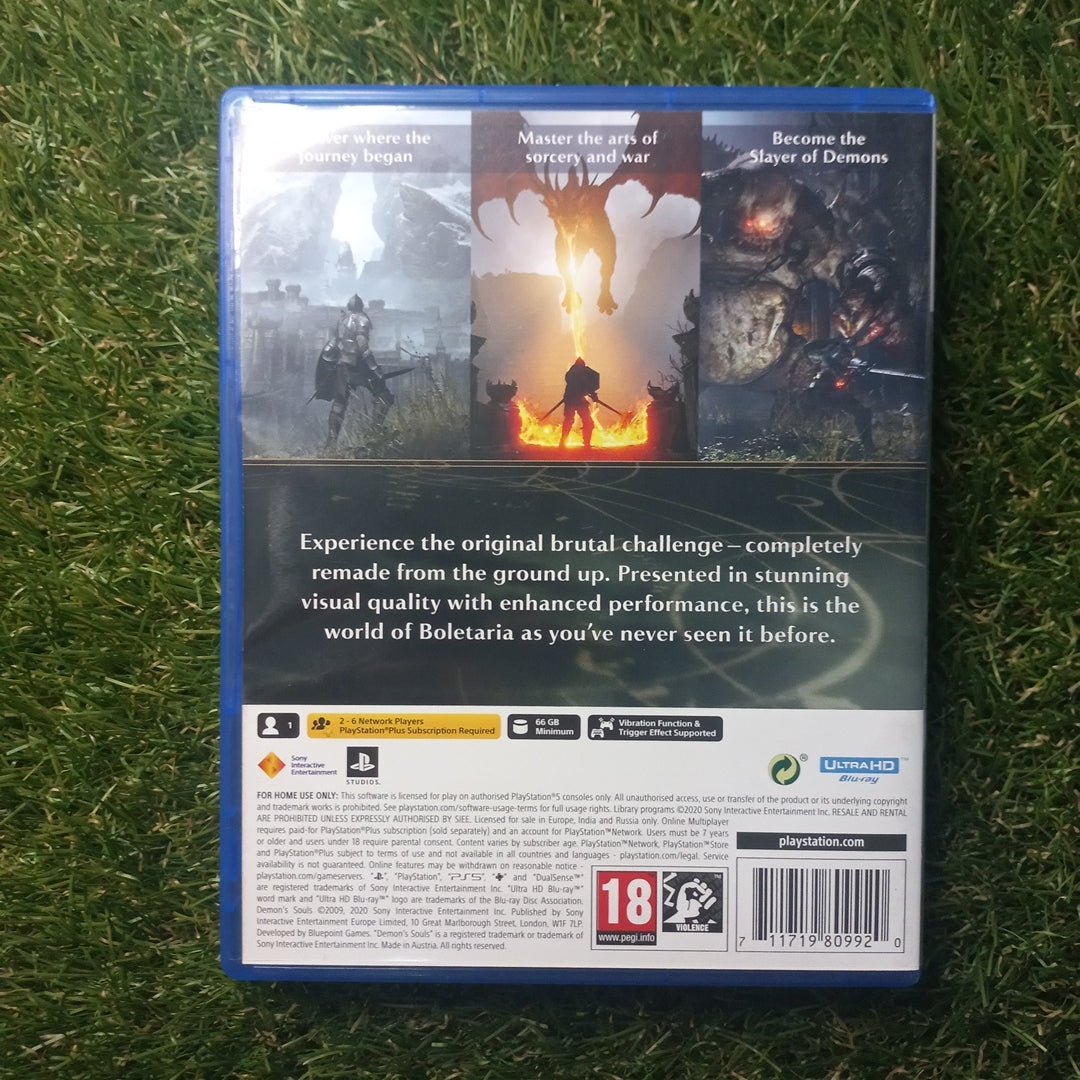 where the
journey began
Master the arts of
sorcery and war
Become the
Slayer of Demons
Experience the original brutal challenge – completely
remade from the ground up. Presented in stunning
visual quality with enhanced performance, this is the
world of Boletaria as you've never seen it before.
1
2 - 6 Network Players
PlayStation®Plus Subscription Required
66 GB
Minimum
Vibration Function &
Trigger Effect Supported
Sony
Interactive
Entertainment
STUDIOS.
®
ULTRA HD™
Blu-ray
FOR HOME USE ONLY: This software is licensed for play on authorised PlayStation®5 consoles only. All unauthorised access, use or transfer of the product or its underlying copyright
and trademark works is prohibited. See playstation.com/software-usage-terms for full usage rights. Library programs ©2020 Sony Interactive Entertainment Inc. RESALE AND RENTAL
ARE PROHIBITED UNLESS EXPRESSLY AUTHORISED BY SIEE. Licensed for sale in Europe, India and Russia only. Online Multiplayer
requires paid-for PlayStation®Plus subscription (sold separately) and an account for PlayStation™Network. Users must be 7 years
or older and users under 18 require parental consent. Content varies by subscriber age. PlayStation™Network, PlayStation™Store
and PlayStation®Plus subject to terms of use and not available in all countries and languages - playstation.com/legal. Service
availability is not guaranteed. Online features may be withdrawn on reasonable notice -
playstation.com/gameservers. "PS", "PlayStation", "PS5", "" and "DualSense™"
are registered trademarks of Sony Interactive Entertainment Inc. "Ultra HD Blu-ray™"
word mark and "Ultra HD Blu-ray™" logo are trademarks of the Blu-ray Disc Association.
Demon's Souls ©2009, 2020 Sony Interactive Entertainment Inc. Published by Sony
Interactive Entertainment Europe Limited, 10 Great Marlborough Street, London, W1F 7LP.
Developed by Bluepoint Games. "Demon's Souls" is a registered trademark or trademark of
Sony Interactive Entertainment Inc. Made in Austria. All rights reserved.
playstation.com
18
www.pegi.info
VIOLENCE
™
7 11719 80992 0